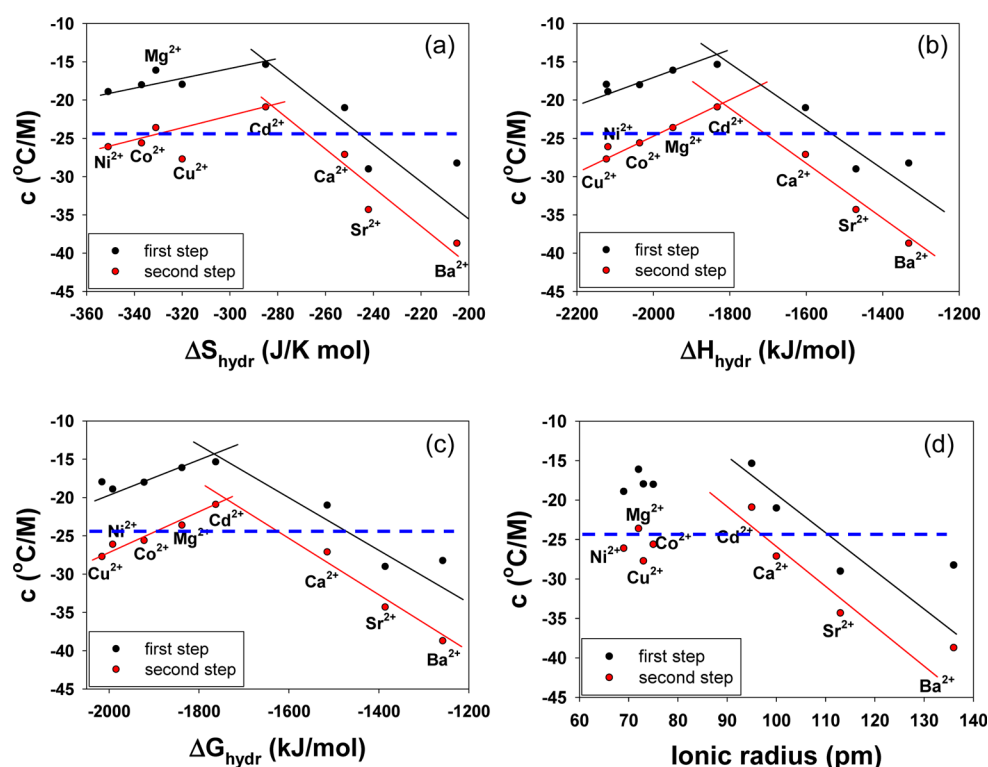 (a)
c (°C/M)
-10
-15
-20
-25
-30
-35
-40
-45
Mg2+
Cd2+
Ni2+
Co2+
Cu2+
Ca2+
Sr2+
Ba2+
first step
second step
-360 -340 -320 -300 -280 -260 -240 -220 -200
ΔShydr (J/K mol)
(b)
c (°C/M)
-10
-15
-20
-25
-30
-35
-40
-45
Cd2+
Ni2+
Mg2+
Co2+
Cu2+
Ca2+
Sr2+
Ba2+
first step
second step
-2200 -2000 -1800 -1600 -1400 -1200
ΔHhydr (kJ/mol)
(c)
c (°C/M)
-10
-15
-20
-25
-30
-35
-40
-45
Cd2+
Ni2+
Mg2+
Co2+
Cu2+
Ca2+
Sr2+
Ba2+
first step
second step
-2000 -1800 -1600 -1400 -1200
ΔGhydr (kJ/mol)
(d)
c (°C/M)
-10
-15
-20
-25
-30
-35
-40
-45
Mg2+
Cd2+
Co2+
Ni2+
Cu2+
Ca2+
Sr2+
Ba2+
first step
second step
60 70 80 90 100 110 120 130 140
Ionic radius (pm)